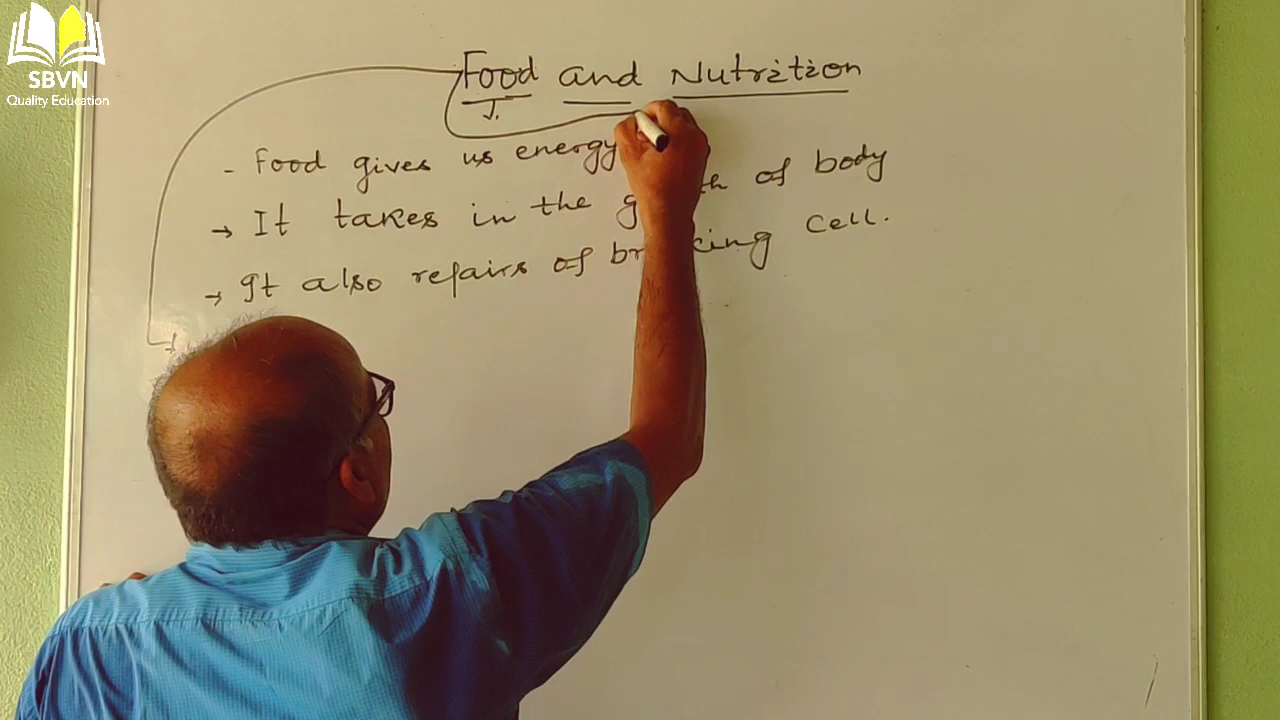 SBVN
Quality Education
Food and Nutrition
- Food gives us energy
→ It takes in the of body
→ It also repairs of cell.